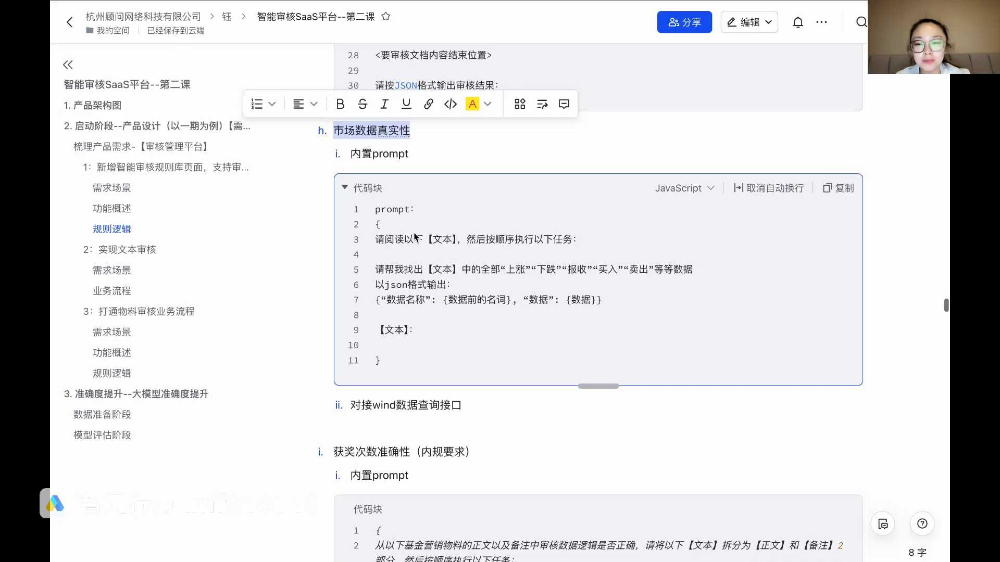 杭州顾问网络科技有限公司 > 钰 > 智能审核SaaS平台--第二课
我的空间 已经保存到云端
分享
编辑
智能审核SaaS平台--第二课
1. 产品架构图
2. 启动阶段--产品设计（以一期为例）【需...
梳理产品需求-【审核管理平台】
1：新增智能审核规则库页面，支持审...
需求场景
功能概述
规则逻辑
2：实现文本审核
需求场景
业务流程
3：打通物料审核业务流程
需求场景
功能概述
规则逻辑
3. 准确度提升--大模型准确度提升
数据准备阶段
模型评估阶段
28 <要审核文档内容结束位置>
29
30 请按JSON格式输出审核结果：
h. 市场数据真实性
i. 内置prompt
代码块 JavaScript 取消自动换行 复制
1 prompt：
2 {
3 请阅读以下【文本】，然后按顺序执行以下任务：
4
5 请帮我找出【文本】中的全部“上涨”“下跌”“报收”“买入”“卖出”等等数据
6 以json格式输出：
7 {“数据名称”: {数据前的名词}, “数据”: {数据}}
8
9 【文本】：
10
11 }
ii. 对接wind数据查询接口
i. 获奖次数准确性（内规要求）
i. 内置prompt
代码块
1 {
2 从以下基金营销物料的正文以及备注中审核数据逻辑是否正确，请将以下【文本】拆分为【正文】和【备注】2
部分，然后按顺序执行以下任务：
8 字